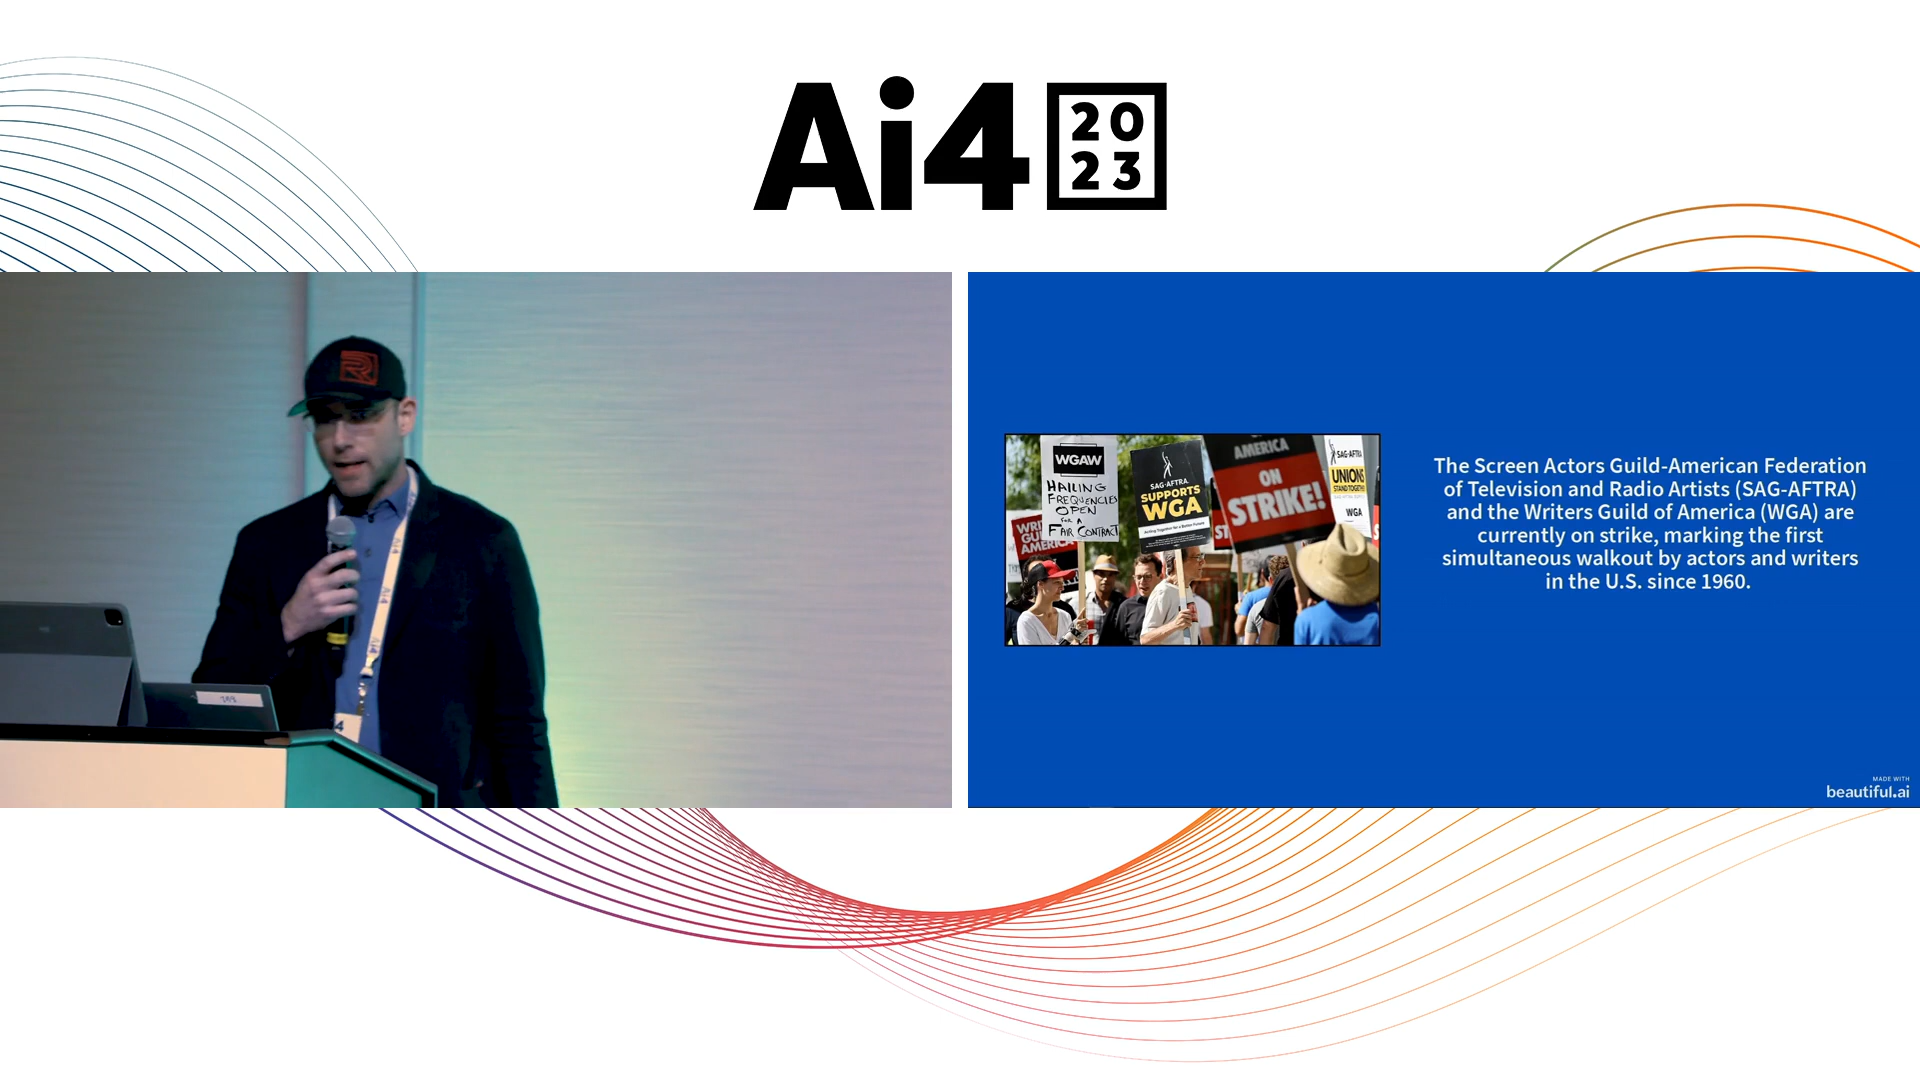 Ai4
20
23
WGAW
HAILING
FREQUENCIES
OPEN
FOR A
FAIR CONTRACT
SAG-AFTRA
SUPPORTS
WGA
AMERICA
ON
STRIKE!
SAG-AFTRA
UNIONS
STAND TOGETHER
WGA
The Screen Actors Guild-American Federation
of Television and Radio Artists (SAG-AFTRA)
and the Writers Guild of America (WGA) are
currently on strike, marking the first
simultaneous walkout by actors and writers
in the U.S. since 1960.
MADE WITH
beautiful.ai